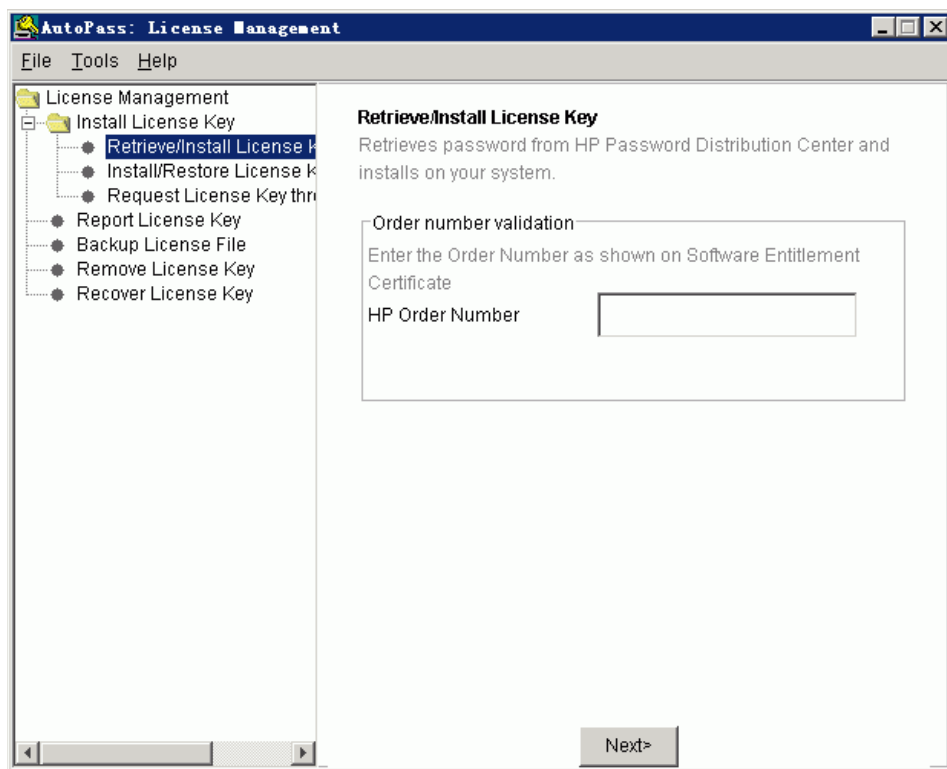 AutoPass: License Management
File Tools Help
License Management
Install License Key
Retrieve/Install License K
Install/Restore License K
Request License Key thr
Report License Key
Backup License File
Remove License Key
Recover License Key
Retrieve/Install License Key
Retrieves password from HP Password Distribution Center and
installs on your system.
Order number validation
Enter the Order Number as shown on Software Entitlement
Certificate
HP Order Number
Next>